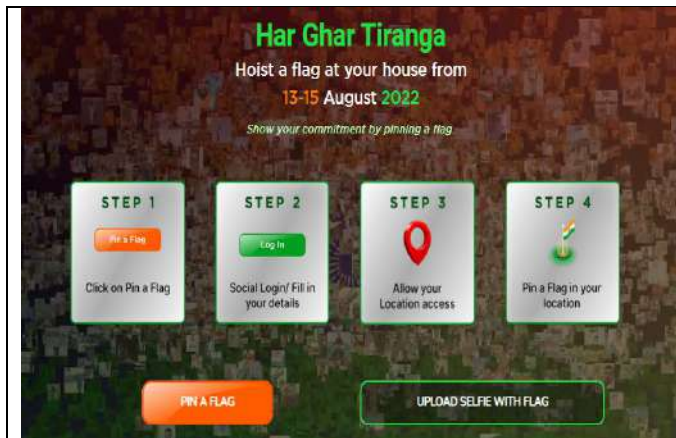 Har Ghar Tiranga
Hoist a flag at your house from
13-15 August 2022
Show your commitment by pinning a flag
STEP 1
Pin a Flag
Click on Pin a Flag
STEP 2
Log In
Social Login/ Fill in
your details
STEP 3
Allow your
Location access
STEP 4
Pin a Flag in your
location
PIN A FLAG
UPLOAD SELFIE WITH FLAG